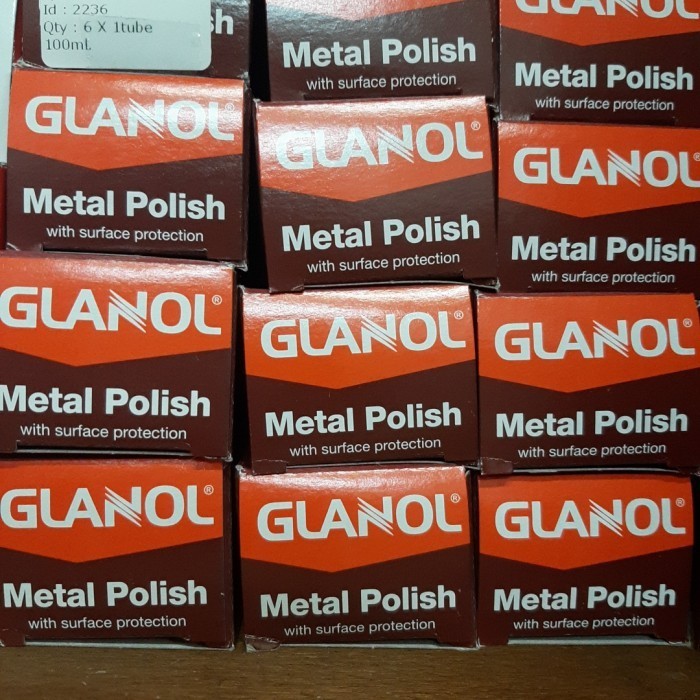 Id : 2236
Qty : 6 X 1tube
100ml.
sh
Metal Polish
with surface protection
GLANOL
Metal Polish
with surface protection
GLANOL®
Metal Polish
with surface protection
GLANOL®
Metal Polish
with surface protection
GLANOL®
Metal Polish
with surface protection
GLANOL®
Metal Polish
with surface protection
GLANOL®
Metal Polish
with surface protection
GLANOL®
Metal Polish
with surface protection
GLANOL®
Metal Polish
with surface protection
GLANOL®
Metal Polish
with surface protection
GLANOL®
Metal Polish
with surface protection